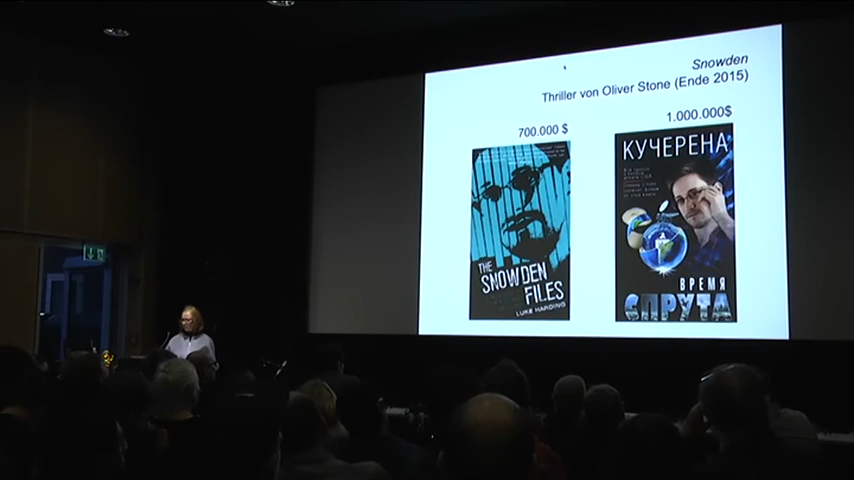 Snowden
Thriller von Oliver Stone (Ende 2015)
700.000 $
1.000.000$
THE
SNOWDEN
FILES
LUKE HARDING
КУЧЕРЕНА
ВРЕМЯ
СПРУТА